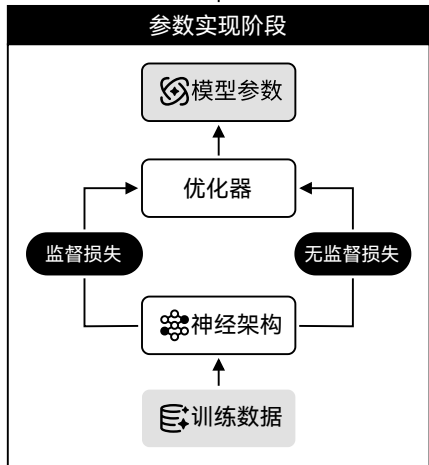 参数实现阶段
模型参数
优化器
监督损失
无监督损失
神经架构
训练数据